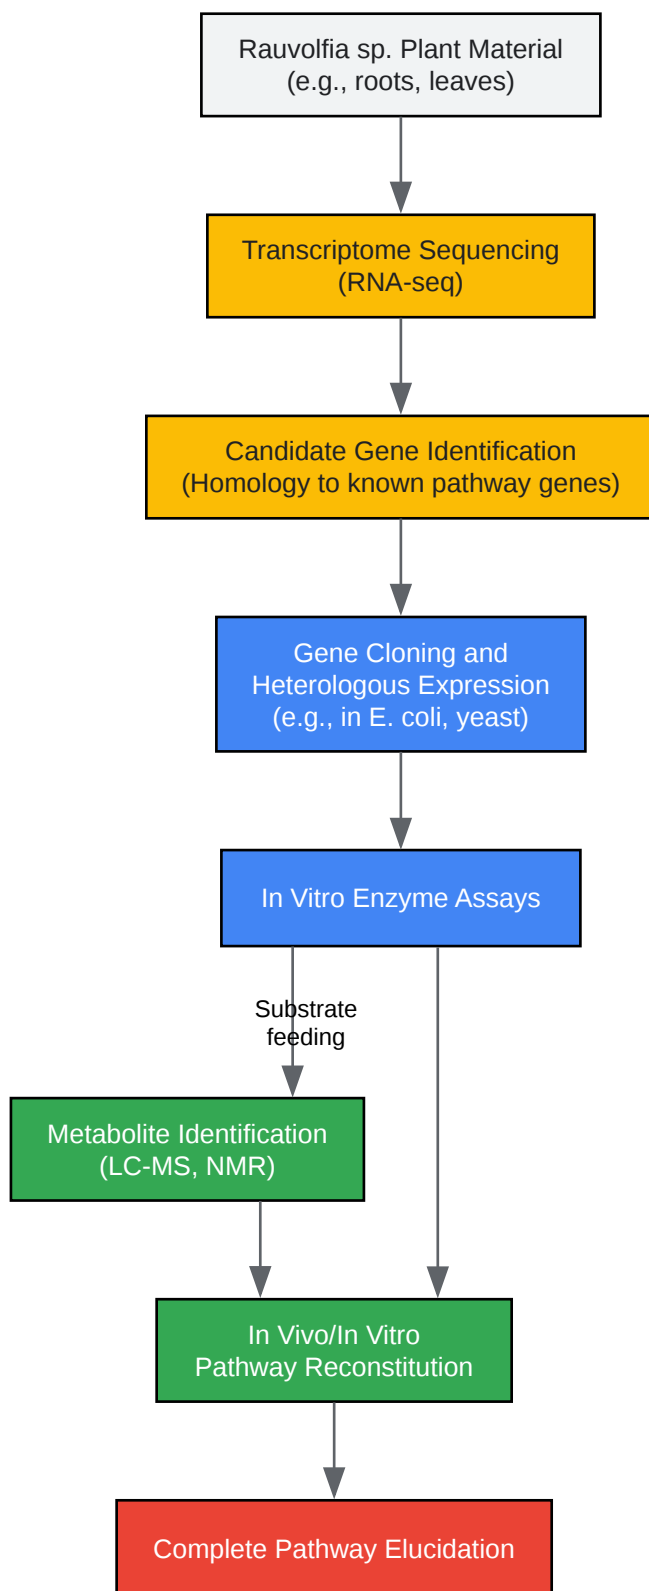 Rauvolfia sp. Plant Material
(e.g., roots, leaves)
Transcriptome Sequencing
(RNA-seq)
Candidate Gene Identification
(Homology to known pathway genes)
Gene Cloning and
Heterologous Expression
(e.g., in E. coli, yeast)
In Vitro Enzyme Assays
Substrate
feeding
Metabolite Identification
(LC-MS, NMR)
In Vivo/In Vitro
Pathway Reconstitution
Complete Pathway Elucidation